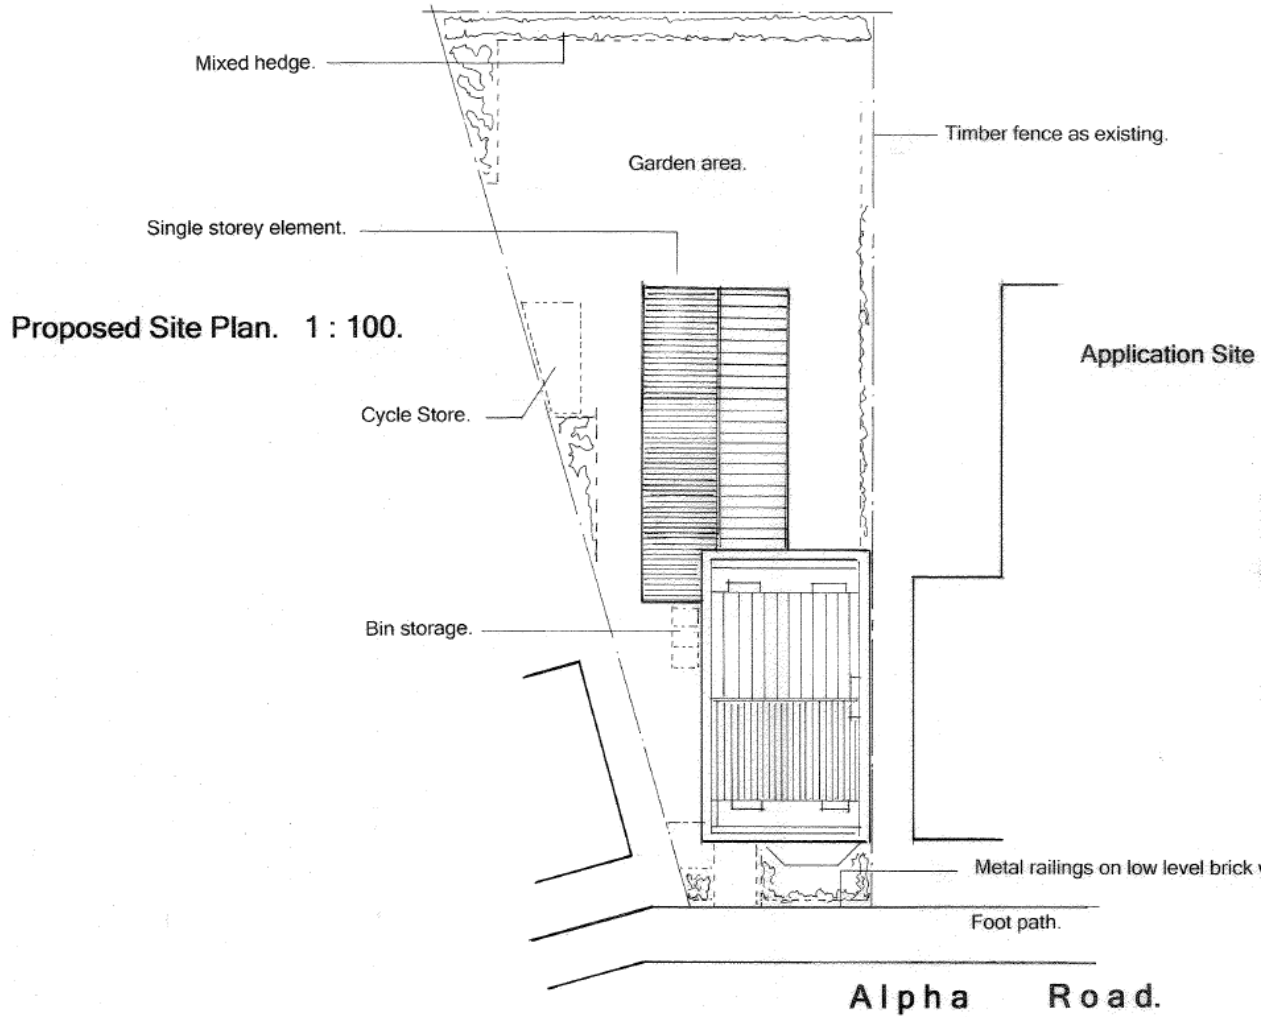 Mixed hedge.
Timber fence as existing.
Garden area.
Single storey element.
Proposed Site Plan. 1 : 100.
Application Site
Cycle Store.
Bin storage.
Metal railings on low level brick
Foot path.
Alpha Road.